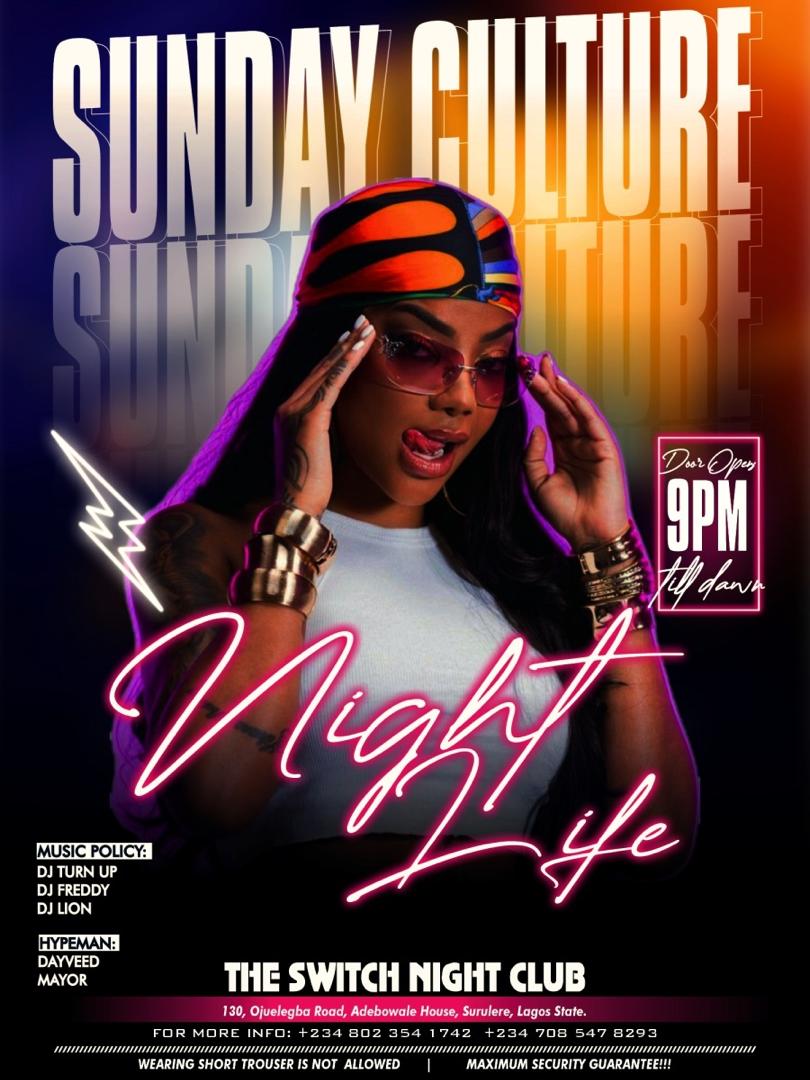 SUNDAY CULTURE
SUNDAY CULTURE
Door Open
9PM
till dawn
Night
Life
MUSIC POLICY:
DJ TURN UP
DJ FREDDY
DJ LION
HYPEMAN:
DAYVEED
MAYOR
THE SWITCH NIGHT CLUB
130, Ojuelegba Road, Adebowale House, Surulere, Lagos State.
FOR MORE INFO: +234 802 354 1742 +234 708 547 8293
WEARING SHORT TROUSER IS NOT ALLOWED | MAXIMUM SECURITY GUARANTEE!!!